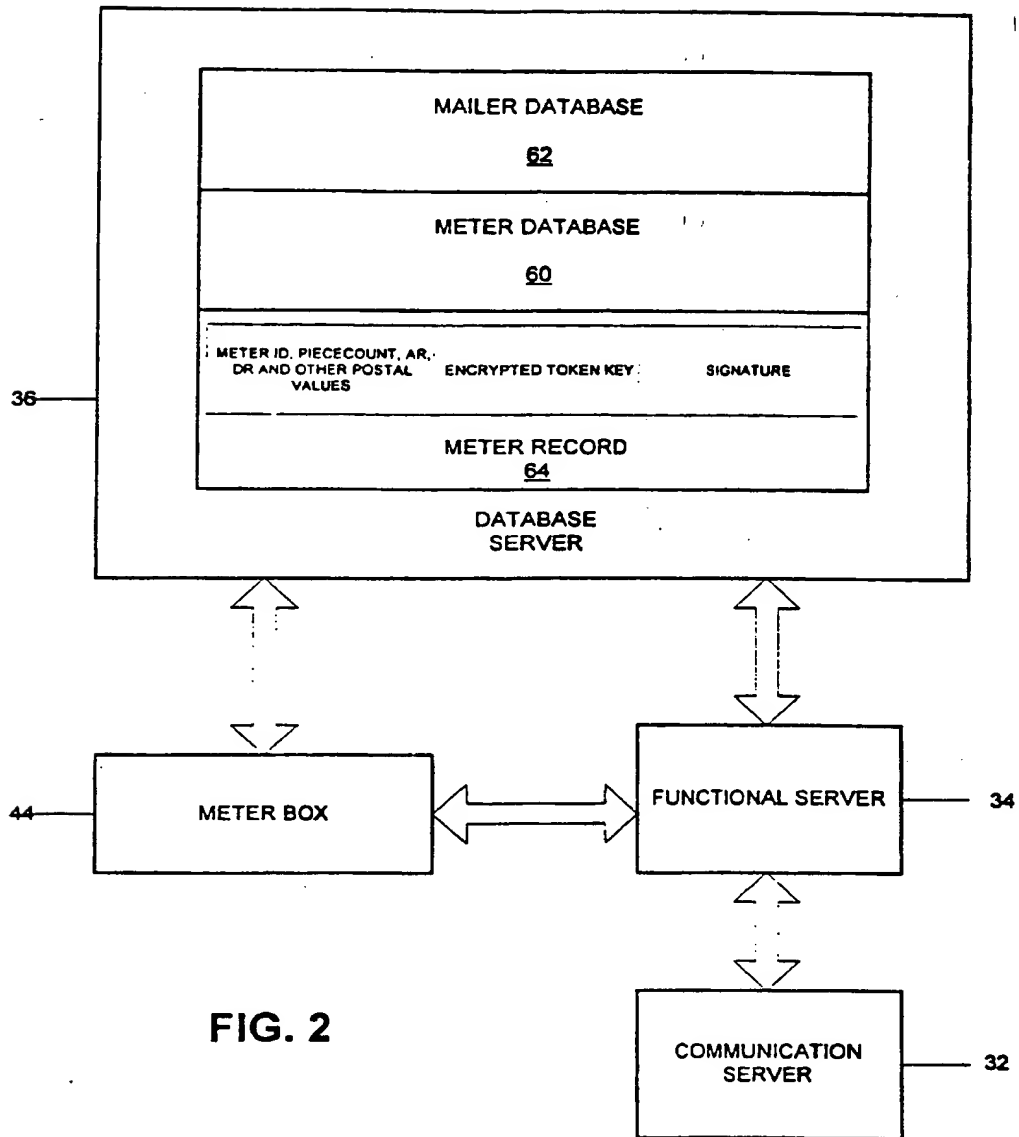 MAILER DATABASE
62
METER DATABASE
60
METER ID, PIECECOUNT, AR,
DR AND OTHER POSTAL
VALUES
ENCRYPTED TOKEN KEY
SIGNATURE
METER RECORD
64
DATABASE
SERVER
36
METER BOX
44
FUNCTIONAL SERVER
34
COMMUNICATION
SERVER
32
FIG. 2